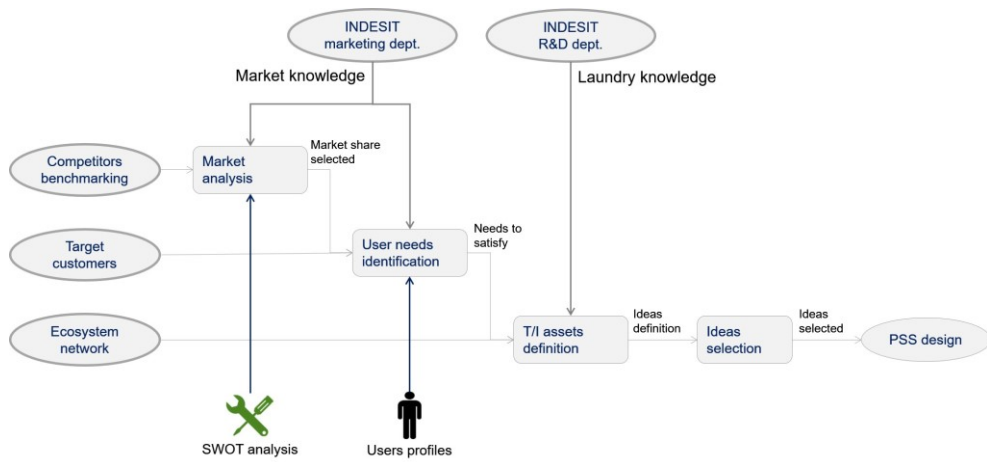 INDESIT
marketing dept.
INDESIT
R&D dept.
Market knowledge
Laundry knowledge
Competitors
benchmarking
Market
analysis
Market share
selected
Target
customers
User needs
identification
Needs to
satisfy
Ecosystem
network
T/I assets
definition
Ideas
definition
Ideas
selection
Ideas
selected
PSS design
SWOT analysis
Users profiles